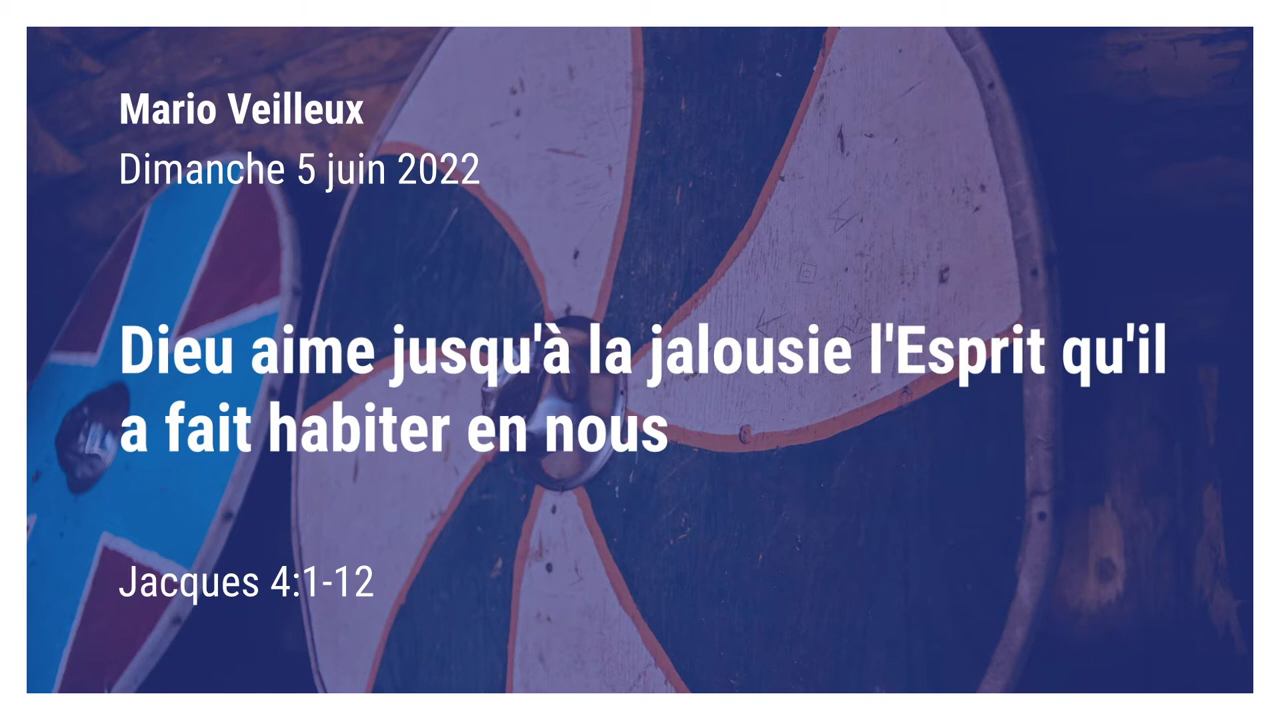 Mario Veilleux
Dimanche 5 juin 2022
Dieu aime jusqu'à la jalousie l'Esprit qu'il
a fait habiter en nous
Jacques 4:1-12